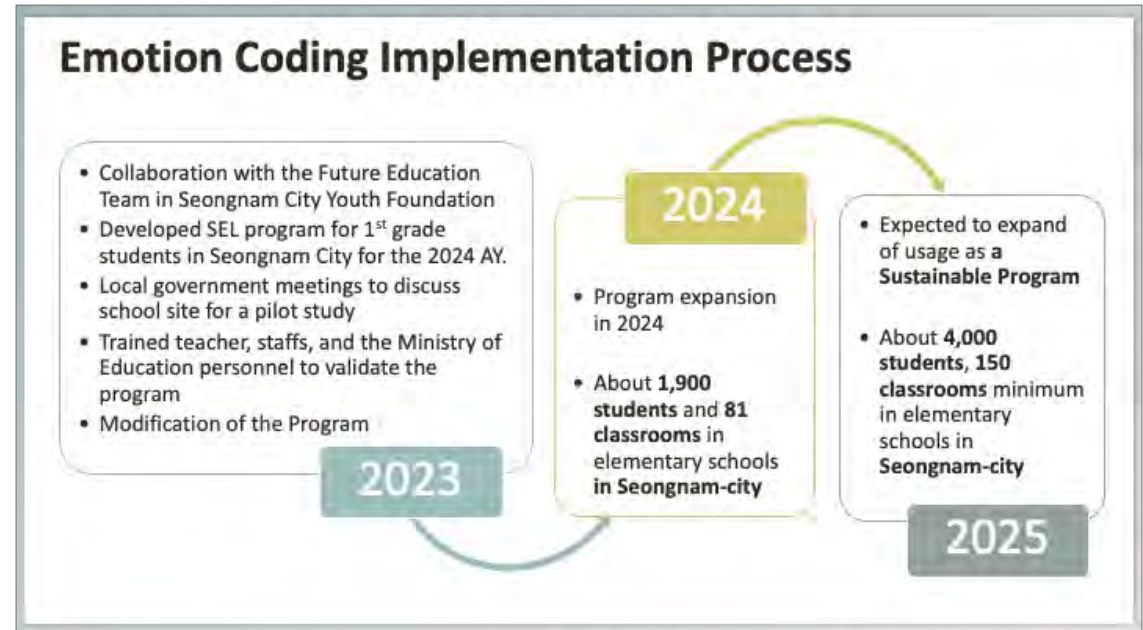 Emotion Coding Implementation Process
• Collaboration with the Future Education
Team in Seongnam City Youth Foundation
• Developed SEL program for 1st grade
students in Seongnam City for the 2024 AY.
• Local government meetings to discuss
school site for a pilot study
• Trained teacher, staffs, and the Ministry of
Education personnel to validate the
program
• Modification of the Program
2023
2024
• Program expansion
in 2024
• About 1,900
students and 81
classrooms in
elementary schools
in Seongnam-city
• Expected to expand
of usage as a
Sustainable Program
• About 4,000
students, 150
classrooms minimum
in elementary
schools in
Seongnam-city
2025